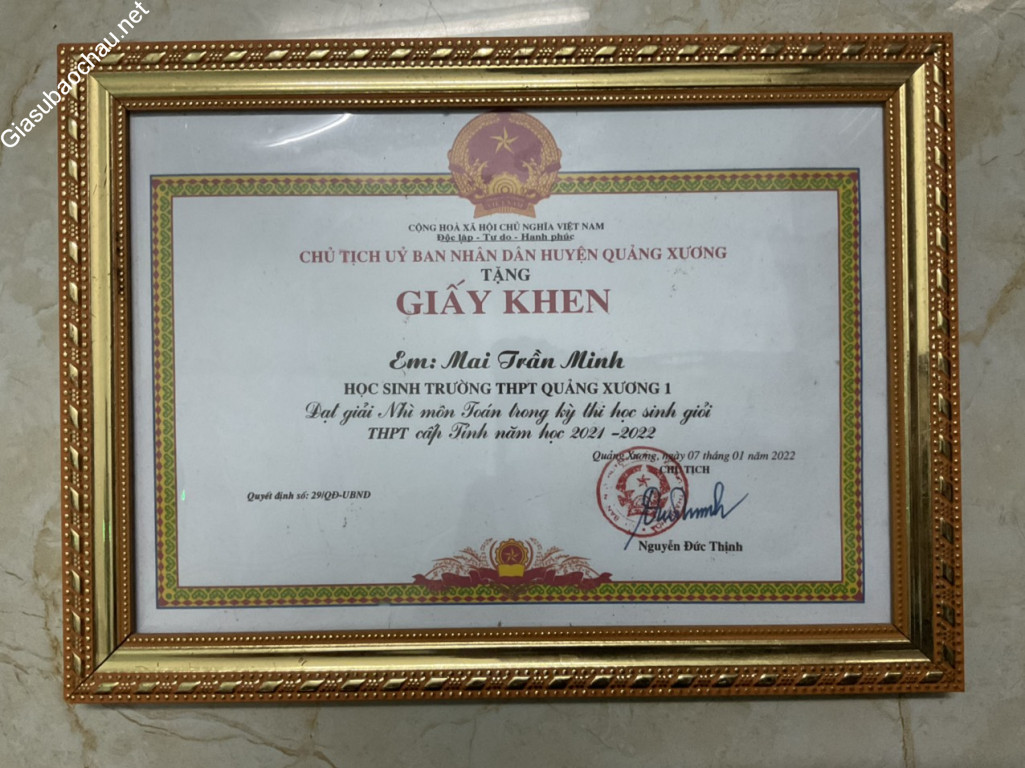 Giasubaochau.net
CỘNG HOÀ XÃ HỘI CHỦ NGHĨA VIỆT NAM
Độc lập - Tự do - Hạnh phúc
CHỦ TỊCH UỶ BAN NHÂN DÂN HUYỆN QUẢNG XƯƠNG
TẶNG
GIẤY KHEN
Em: Mai Trần Minh
HỌC SINH TRƯỜNG THPT QUẢNG XƯƠNG 1
Đạt giải Nhì môn Toán trong kỳ thi học sinh giỏi
THPT cấp Tỉnh năm học 2021 -2022
Quảng Xương, ngày 07 tháng 01 năm 2022
CHỦ TỊCH
Quyết định số: 29/QĐ-UBND
Nguyễn Đức Thịnh